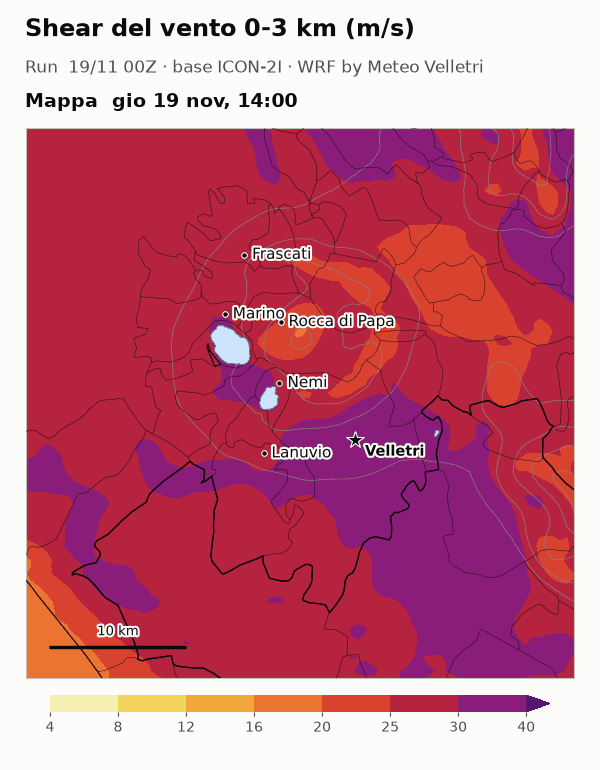 Shear del vento 0-3 km (m/s)
Run  19/11 00Z · base ICON-2I · WRF by Meteo Velletri
Mappa  gio 19 nov, 14:00
Frascati
Marino
Rocca di Papa
Nemi
Velletri
Lanuvio
10 km
4 8 12 16 20 25 30 40